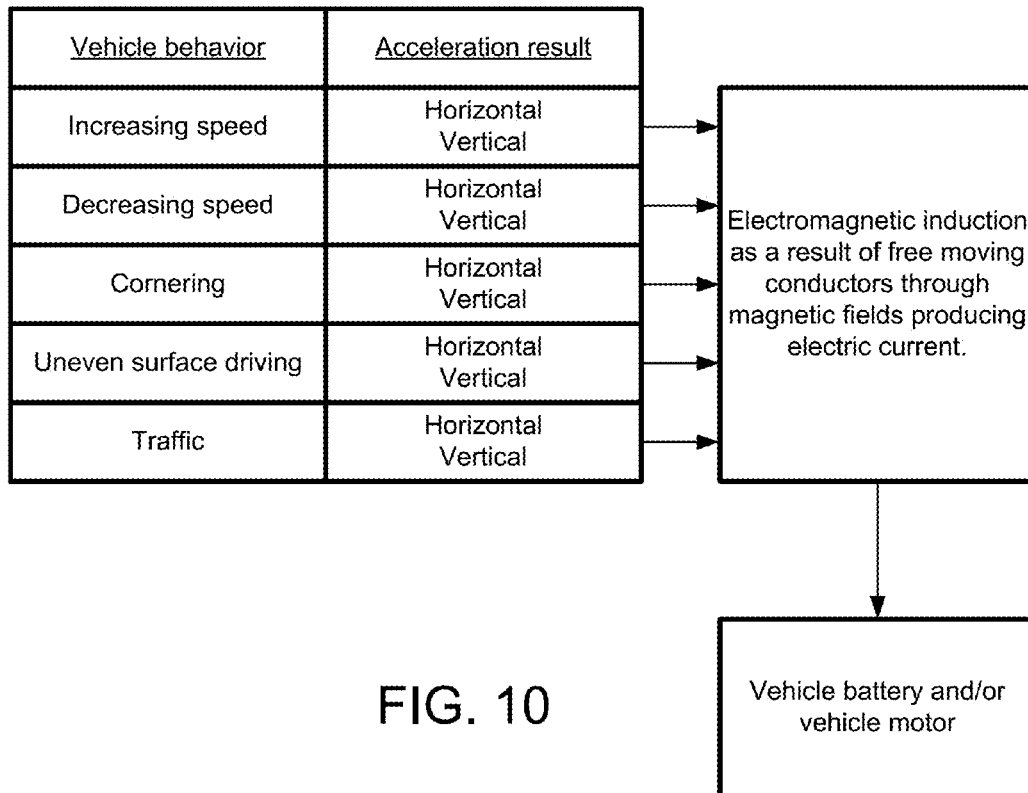 Vehicle behavior
Acceleration result
Increasing speed
Horizontal
Vertical
Decreasing speed
Horizontal
Vertical
Cornering
Horizontal
Vertical
Uneven surface driving
Horizontal
Vertical
Traffic
Horizontal
Vertical
Electromagnetic induction
as a result of free moving
conductors through
magnetic fields producing
electric current.
Vehicle battery and/or
vehicle motor
FIG. 10